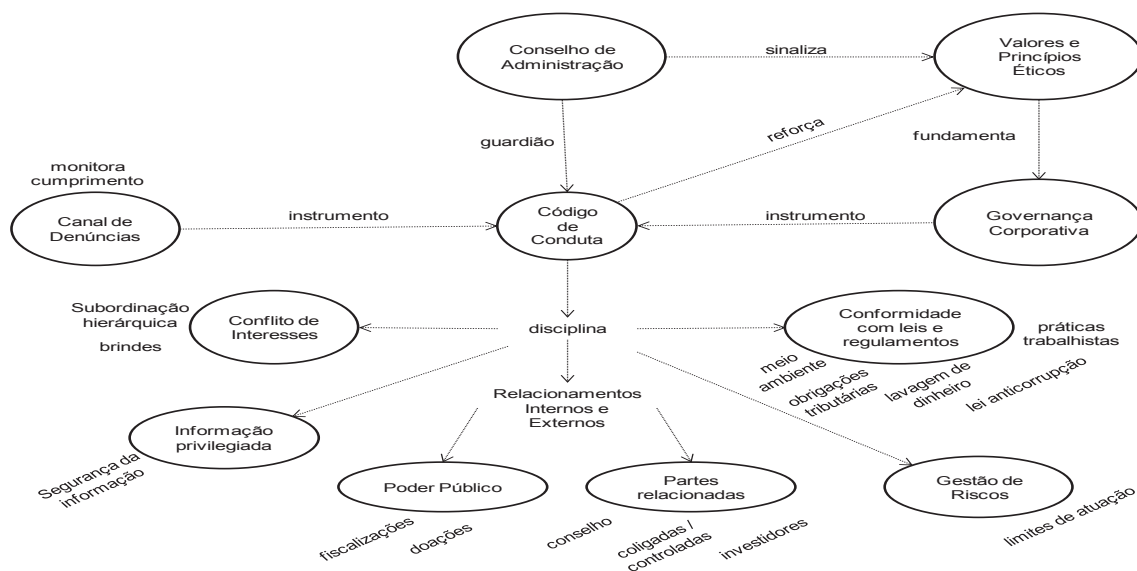 Conselho de
Administração
sinaliza
Valores e
Princípios
Éticos
guardião
reforça
fundamenta
monitora
cumprimento
Canal de
Denúncias
instrumento
Código
de
Conduta
instrumento
Governança
Corporativa
Subordinação
hierárquica
brindes
Conflito de
Interesses
disciplina
Conformidade
com leis e
regulamentos
práticas
trabalhistas
meio
ambiente
obrigações
tributárias
lavagem de
dinheiro
lei anticorrupção
Relacionamentos
Internos e
Externos
Informação
privilegiada
Segurança da
informação
Poder Público
fiscalizações
doações
Partes
relacionadas
conselho
coligadas /
controladas
investidores
Gestão de
Riscos
limites de atuação